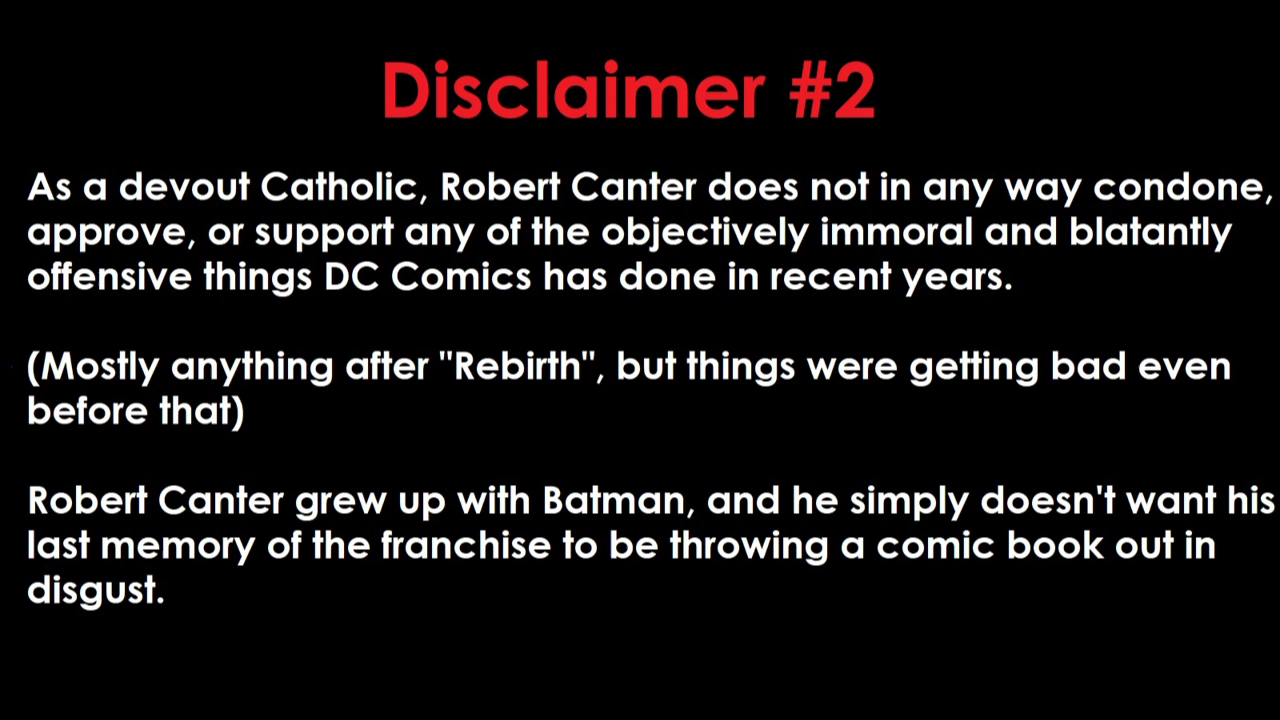 Disclaimer #2
As a devout Catholic, Robert Canter does not in any way condone,
approve, or support any of the objectively immoral and blatantly
offensive things DC Comics has done in recent years.
(Mostly anything after "Rebirth", but things were getting bad even
before that)
Robert Canter grew up with Batman, and he simply doesn't want his
last memory of the franchise to be throwing a comic book out in
disgust.